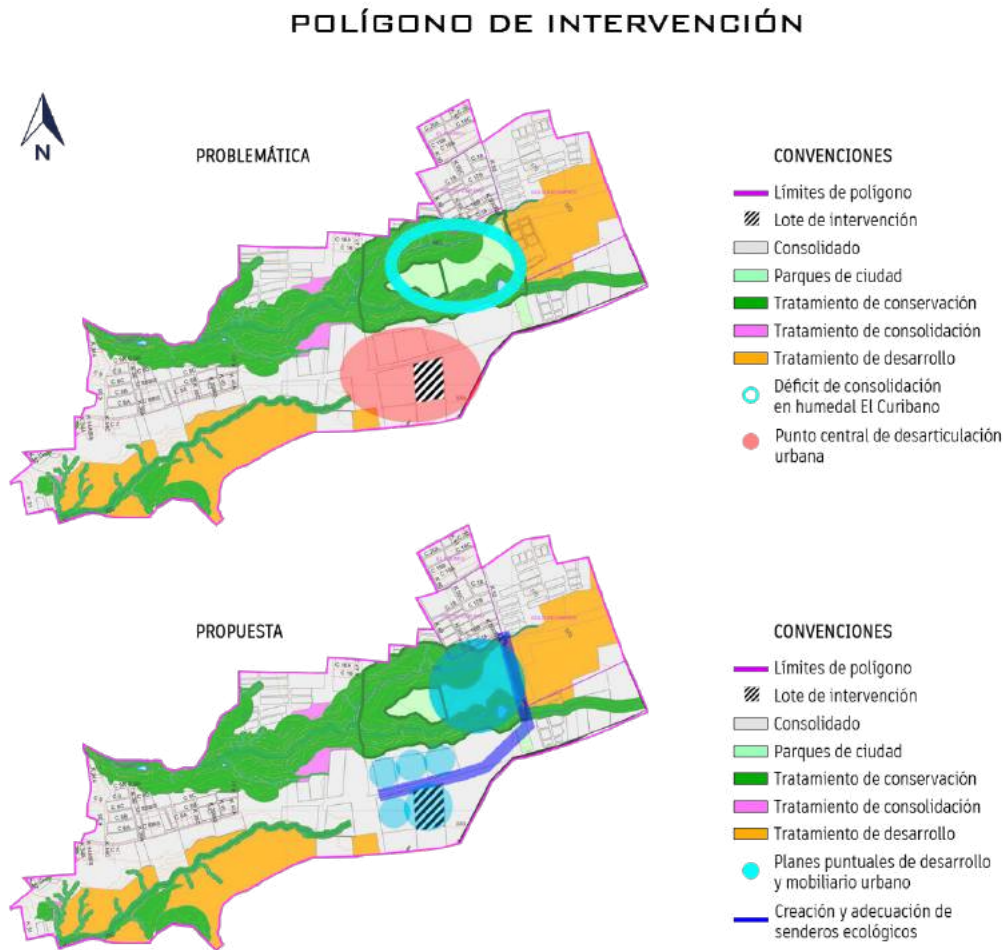 POLÍGONO DE INTERVENCIÓN
N
PROBLEMÁTICA
CONVENCIONES
Límites de polígono
Lote de intervención
Consolidado
Parques de ciudad
Tratamiento de conservación
Tratamiento de consolidación
Tratamiento de desarrollo
Déficit de consolidación
en humedal El Curibano
Punto central de desarticulación
urbana
PROPUESTA
CONVENCIONES
Límites de polígono
Lote de intervención
Consolidado
Parques de ciudad
Tratamiento de conservación
Tratamiento de consolidación
Tratamiento de desarrollo
Planes puntuales de desarrollo
y mobiliario urbano
Creación y adecuación de
senderos ecológicos